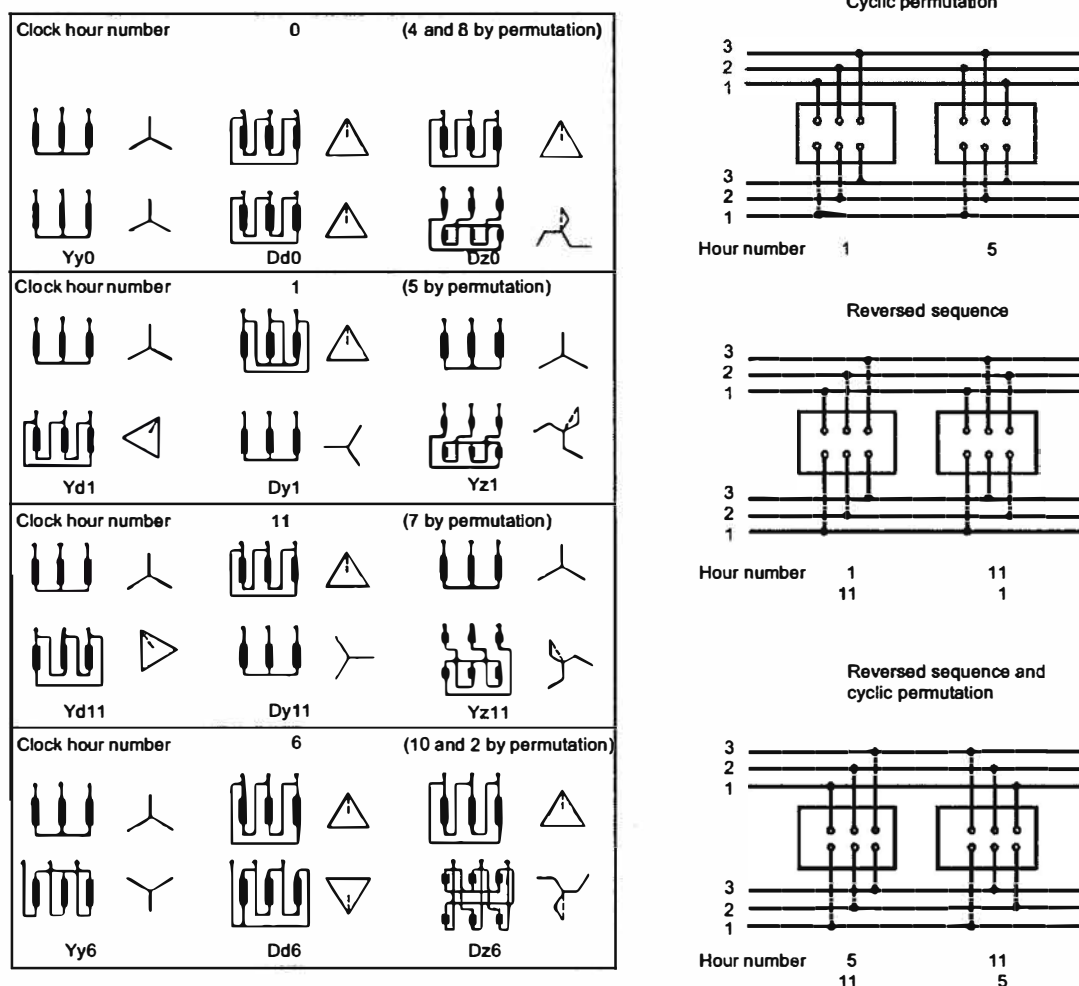 Clock hour number 0 (4 and 8 by permutation)
Yy0 Dd0 Dz0
Clock hour number 1 (5 by permutation)
Yd1 Dy1 Yz1
Clock hour number 11 (7 by permutation)
Yd11 Dy11 Yz11
Clock hour number 6 (10 and 2 by permutation)
Yy6 Dd6 Dz6
Cyclic permutation
3
2
1
3
2
1
Hour number 1 5
Reversed sequence
3
2
1
3
2
1
Hour number 1 11
11 1
Reversed sequence and
cyclic permutation
3
2
1
3
2
1
Hour number 5 11
11 5